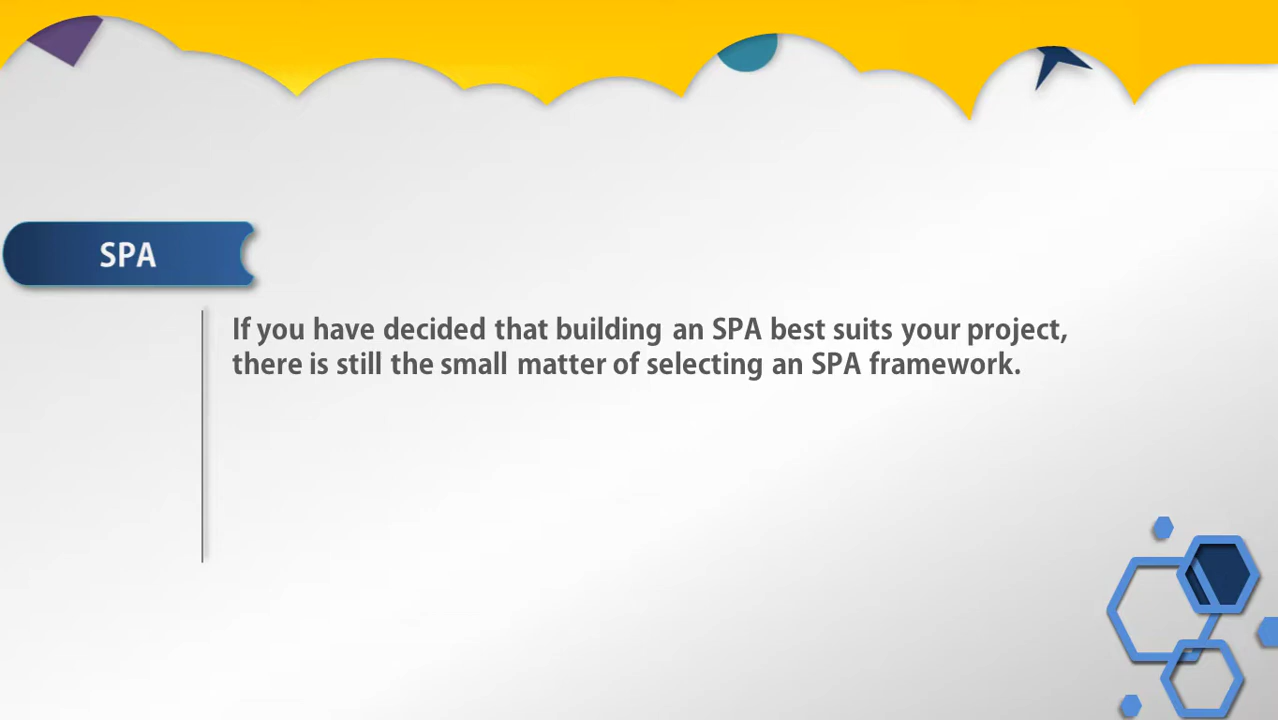 SPA
If you have decided that building an SPA best suits your project,
there is still the small matter of selecting an SPA framework.